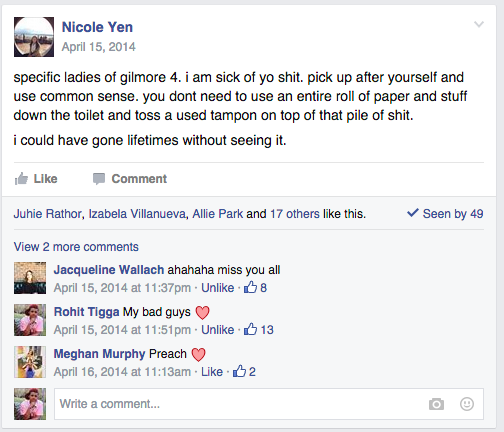 Nicole Yen
April 15, 2014
specific ladies of gilmore 4. i am sick of yo shit. pick up after yourself and
use common sense. you dont need to use an entire roll of paper and stuff
down the toilet and toss a used tampon on top of that pile of shit.
i could have gone lifetimes without seeing it.
Like Comment
Juhie Rathor, Izabela Villanueva, Allie Park and 17 others like this. Seen by 49
View 2 more comments
Jacqueline Wallach ahahaha miss you all
April 15, 2014 at 11:37pm · Unlike · 8
Rohit Tigga My bad guys
April 15, 2014 at 11:51pm · Unlike · 13
Meghan Murphy Preach
April 16, 2014 at 11:13am · Like · 2
Write a comment...